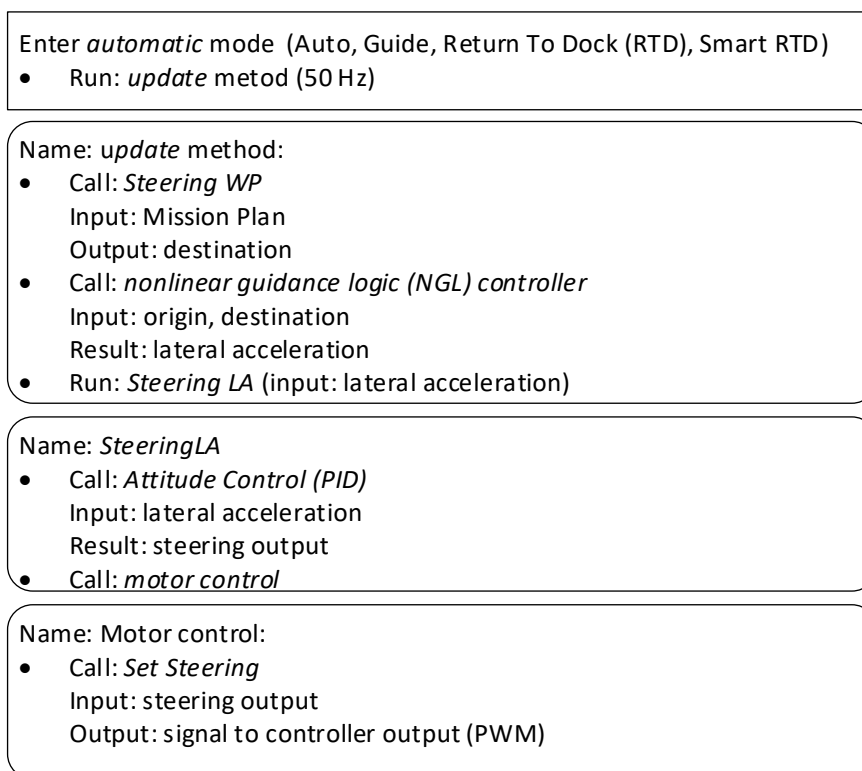 Enter automatic mode (Auto, Guide, Return To Dock (RTD), Smart RTD)
• Run: update metod (50 Hz)
Name: update method:
• Call: Steering WP
Input: Mission Plan
Output: destination
• Call: nonlinear guidance logic (NGL) controller
Input: origin, destination
Result: lateral acceleration
• Run: Steering LA (input: lateral acceleration)
Name: SteeringLA
• Call: Attitude Control (PID)
Input: lateral acceleration
Result: steering output
• Call: motor control
Name: Motor control:
• Call: Set Steering
Input: steering output
Output: signal to controller output (PWM)